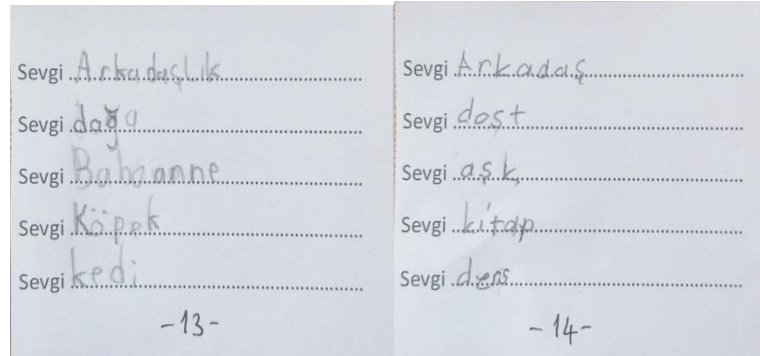 Sevgi Arkadaşlık
Sevgi doğa
Sevgi Babaanne
Sevgi Köpek
Sevgi kedi
-13-
Sevgi Arkadaş
Sevgi dost
Sevgi aşk
Sevgi kitap
Sevgi ders
-14-